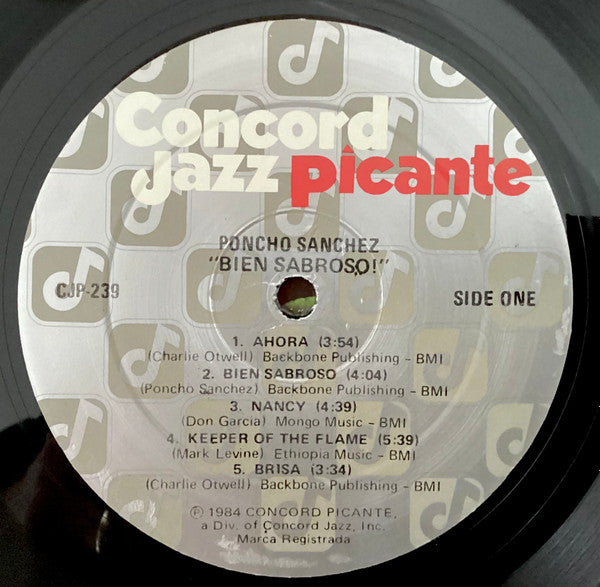 Concord
jazz picante
PONCHO SANCHEZ
"BIEN SABROSO!"
CJP-239
SIDE ONE
1. AHORA (3:54)
(Charlie Otwell) Backbone Publishing - BMI
2. BIEN SABROSO (4:04)
(Poncho Sanchez) Backbone Publishing - BMI
3. NANCY (4:39)
(Don Garcia) Mongo Music - BMI
4. KEEPER OF THE FLAME (5:39)
(Mark Levine) Ethiopia Music - BMI
5. BRISA (3:34)
(Charlie Otwell) Backbone Publishing - BMI
℗ 1984 CONCORD PICANTE,
a Div. of Concord Jazz, Inc.
Marca Registrada